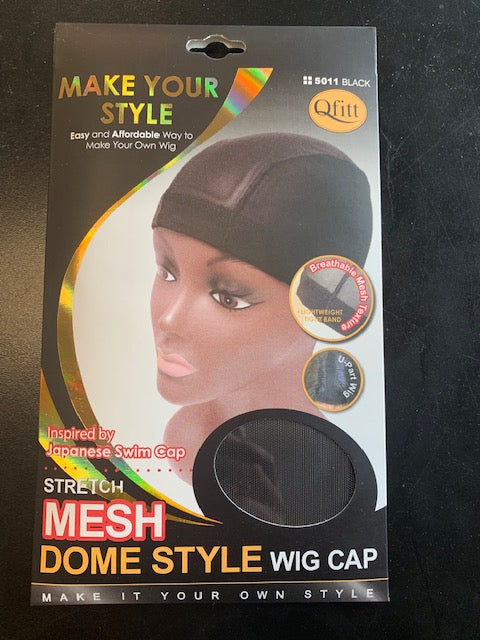 MAKE YOUR
STYLE
Easy and Affordable Way to
Make Your Own Wig
5011 BLACK
Qfitt
Breathable Mesh Texture
LIGHTWEIGHT
BAND
U-Part Wig
Inspired by
Japanese Swim Cap
STRETCH
MESH
DOME STYLE WIG CAP
MAKE IT YOUR OWN STYLE